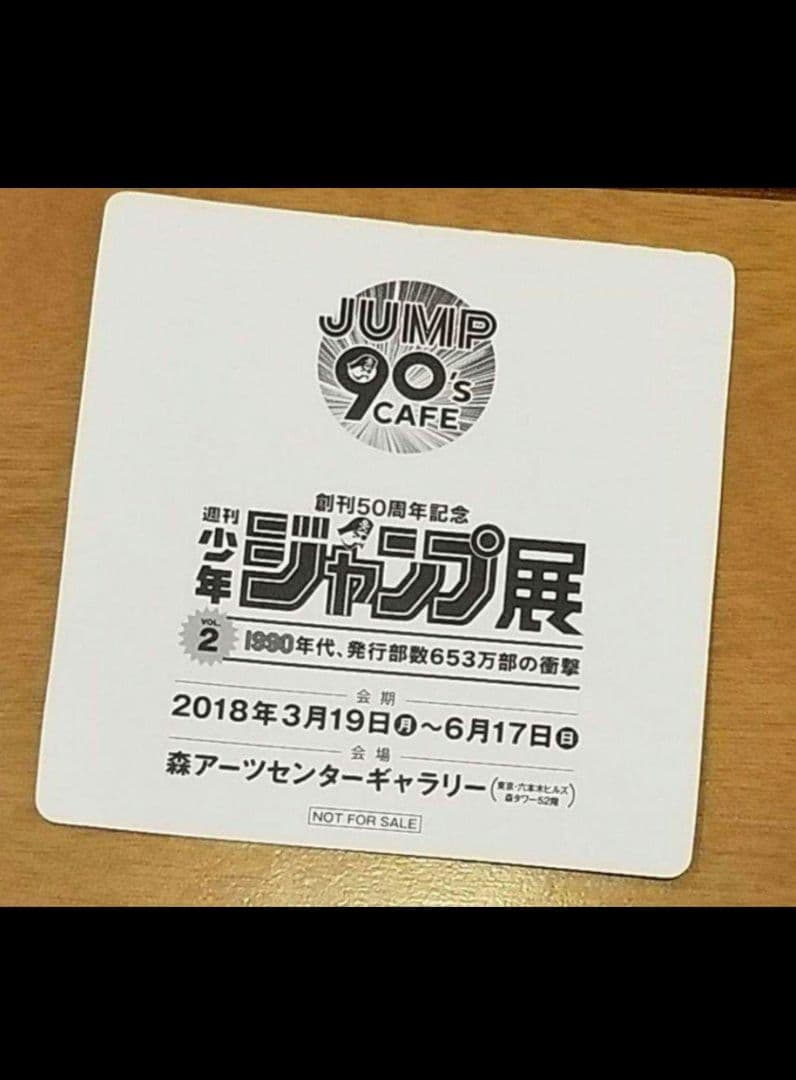 JUMP
90's
CAFE
創刊50周年記念
週刊少年ジャンプ展
VOL.2 1990年代、発行部数653万部の衝撃
会期
2018年3月19日(月)〜6月17日(日)
会場
森アーツセンターギャラリー(東京・六本木ヒルズ森タワー52階)
NOT FOR SALE